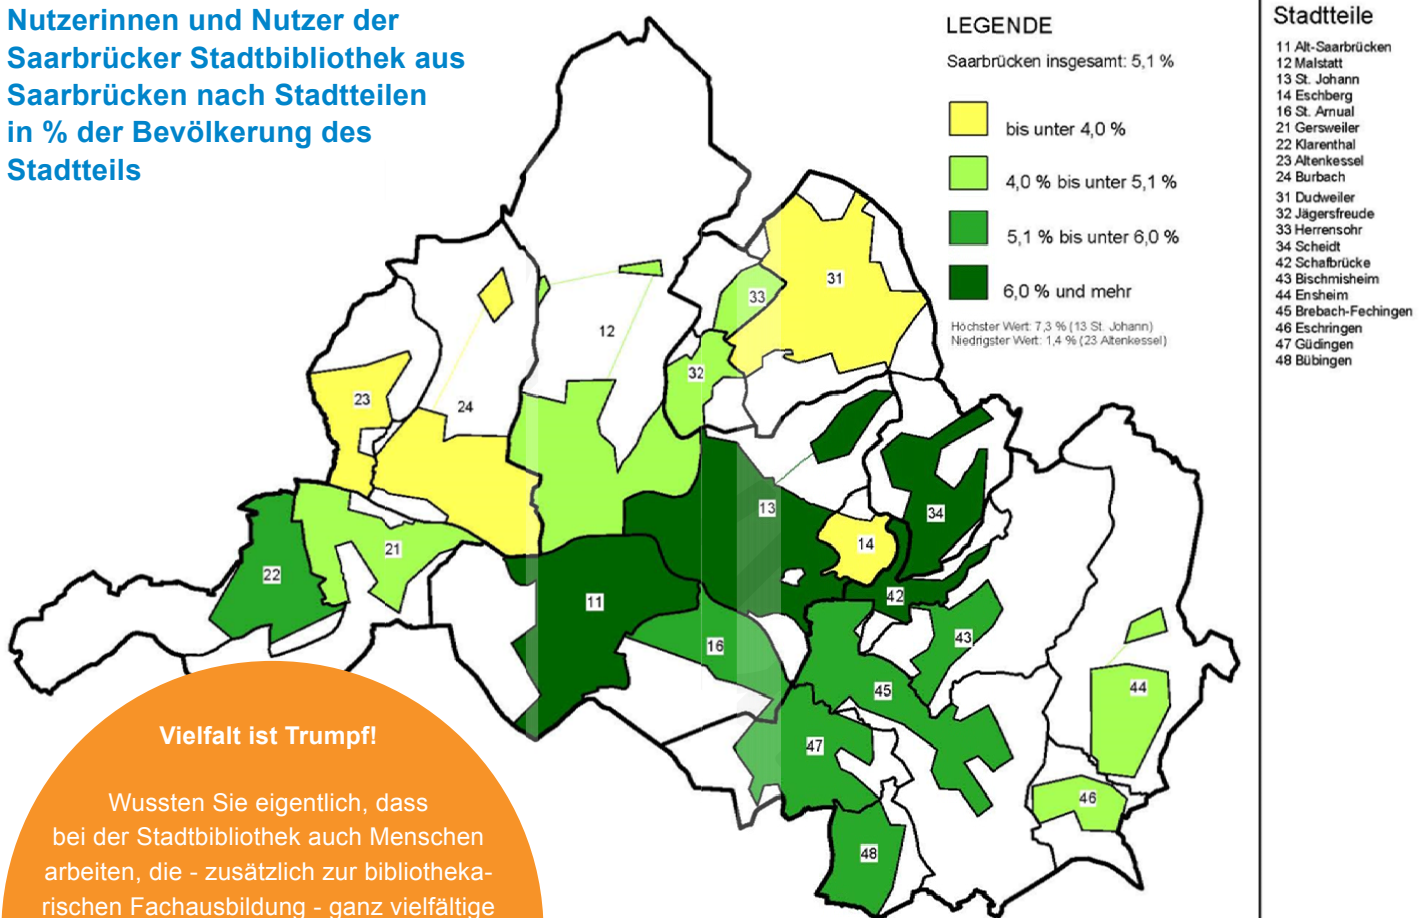 Nutzerinnen und Nutzer der
Saarbrücker Stadtbibliothek aus
Saarbrücken nach Stadtteilen
in % der Bevölkerung des
Stadtteils
LEGENDE
Saarbrücken insgesamt: 5,1 %
bis unter 4,0 %
4,0 % bis unter 5,1 %
5,1 % bis unter 6,0 %
6,0 % und mehr
Höchster Wert: 7,3 % (13 St. Johann)
Niedrigster Wert: 1,4 % (23 Altenkessel)
Stadtteile
11 Alt-Saarbrücken
12 Malstatt
13 St. Johann
14 Eschberg
16 St. Arnual
21 Gersweiler
22 Klarenthal
23 Altenkessel
24 Burbach
31 Dudweiler
32 Jägersfreude
33 Herrensohr
34 Scheidt
42 Schafbrücke
43 Bischmisheim
44 Ensheim
45 Brebach-Fechingen
46 Eschringen
47 Güdingen
48 Bübingen
31
33
12
32
23
24
13
34
14
21
22
42
11
43
16
44
45
47
46
48
Vielfalt ist Trumpf!
Wussten Sie eigentlich, dass
bei der Stadtbibliothek auch Menschen
arbeiten, die - zusätzlich zur bibliotheka-
rischen Fachausbildung - ganz vielfältige